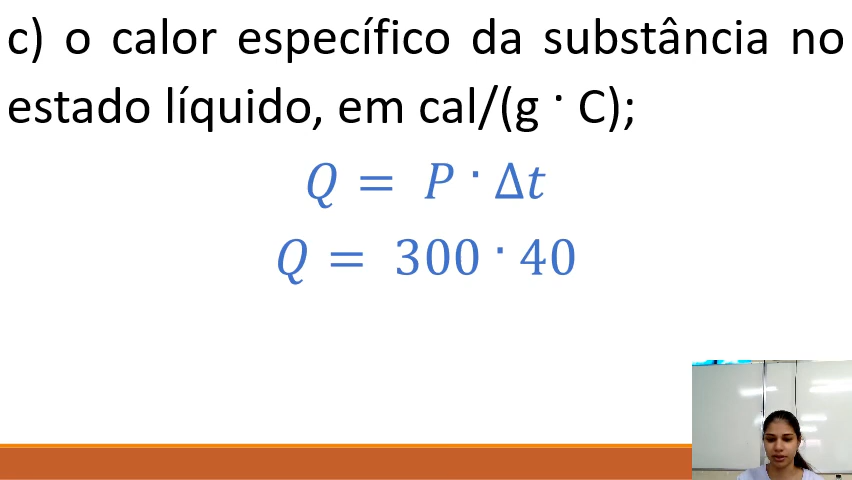 c) o calor específico da substância no
estado líquido, em cal/(g · C);
Q = P · Δt
Q = 300 · 40